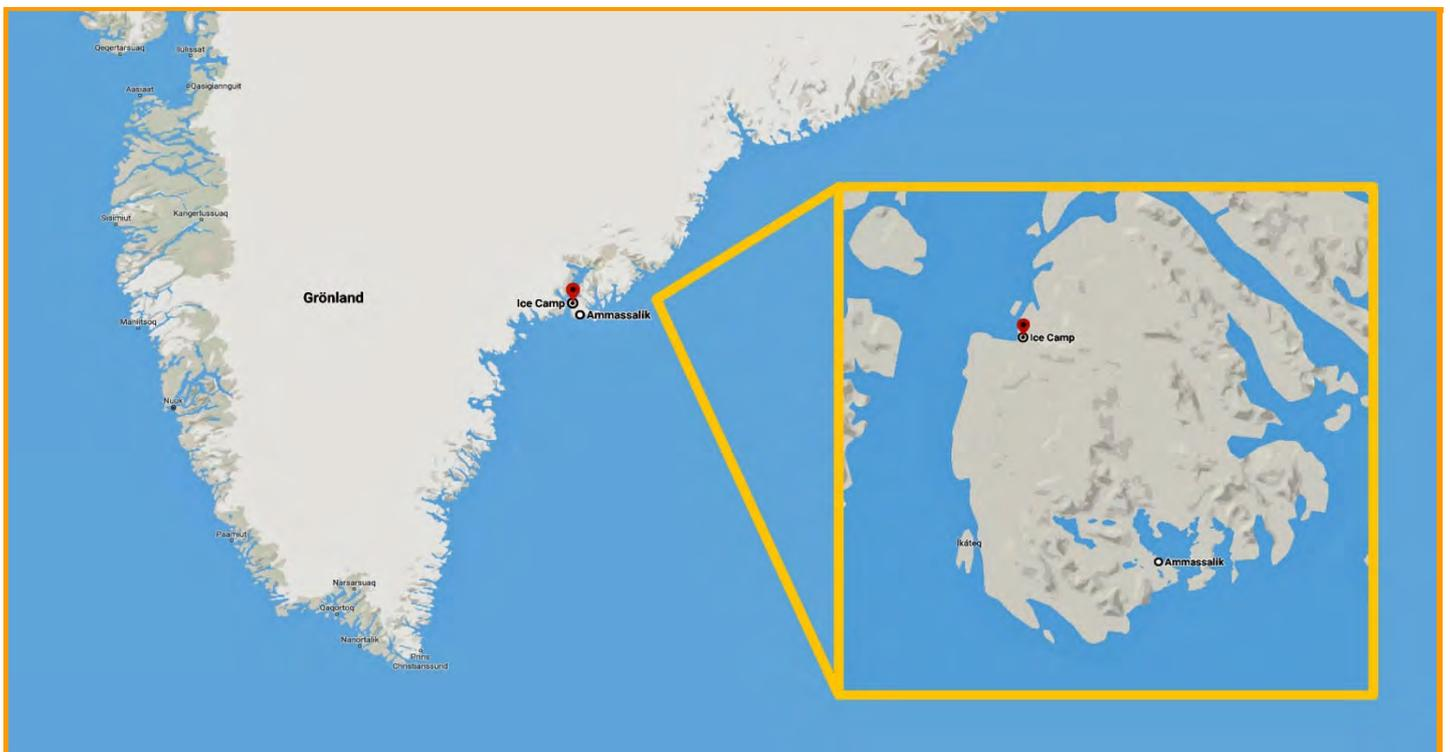 Qeqertarsuaq
Ilulissat
Aasiaat
Qasigiannguit
Sisimiut
Kangerlussuaq
Grönland
Ice Camp
Ammassalik
Maniitsoq
Nuuk
Paamiut
Narsarsuaq
Qaqortoq
Nanortalik
Prins
Christianssund
Ice Camp
Ikáteq
Ammassalik